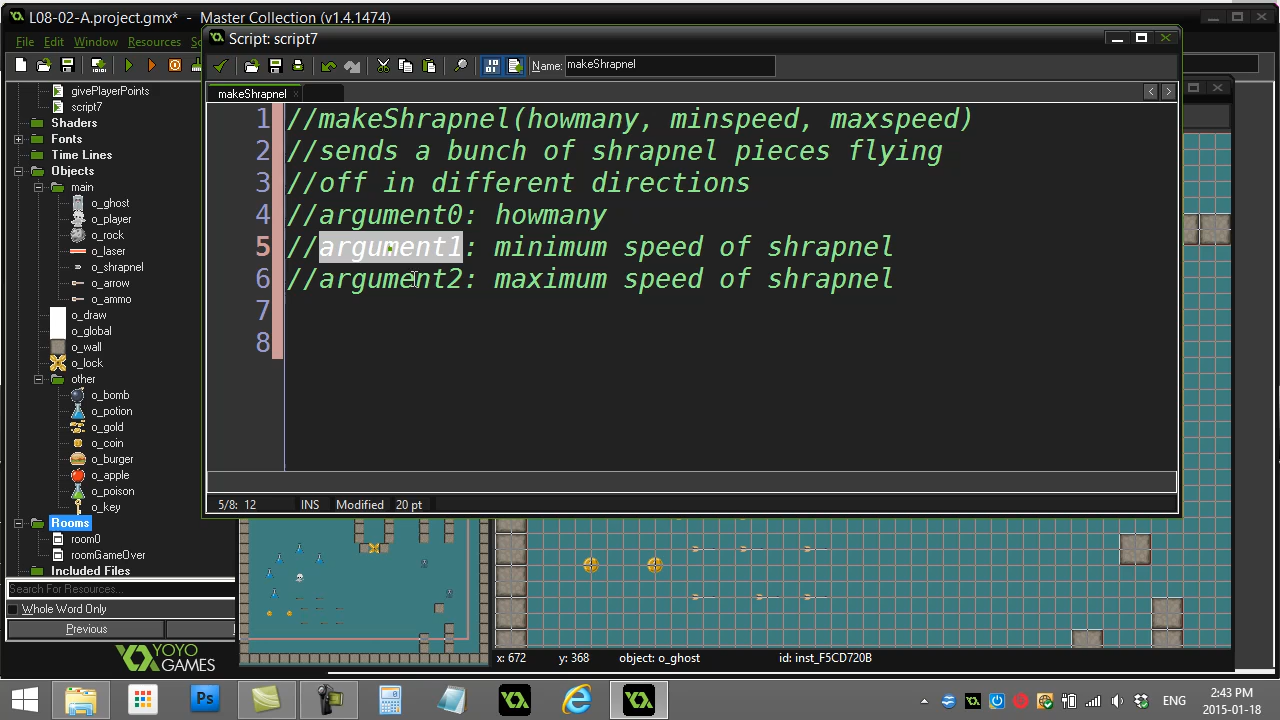 L08-02-A.project.gmx* - Master Collection (v1.4.1474)
File Edit Window Resources
Script: script7
Name: makeShrapnel
makeShrapnel
1 //makeShrapnel(howmany, minspeed, maxspeed)
2 //sends a bunch of shrapnel pieces flying
3 //off in different directions
4 //argument0: howmany
5 //argument1: minimum speed of shrapnel
6 //argument2: maximum speed of shrapnel
7
8
5/8: 12 INS Modified 20 pt
givePlayerPoints
script7
Shaders
Fonts
Time Lines
Objects
main
o_ghost
o_player
o_rock
o_laser
o_shrapnel
o_arrow
o_ammo
o_draw
o_global
o_wall
o_lock
other
o_bomb
o_potion
o_gold
o_coin
o_burger
o_apple
o_poison
o_key
Rooms
room0
roomGameOver
Included Files
Search For Resources...
Whole Word Only
Previous
YOYO
GAMES
x: 672 y: 368 object: o_ghost id: inst_F5CD720B
Ps
ENG
2:43 PM
2015-01-18